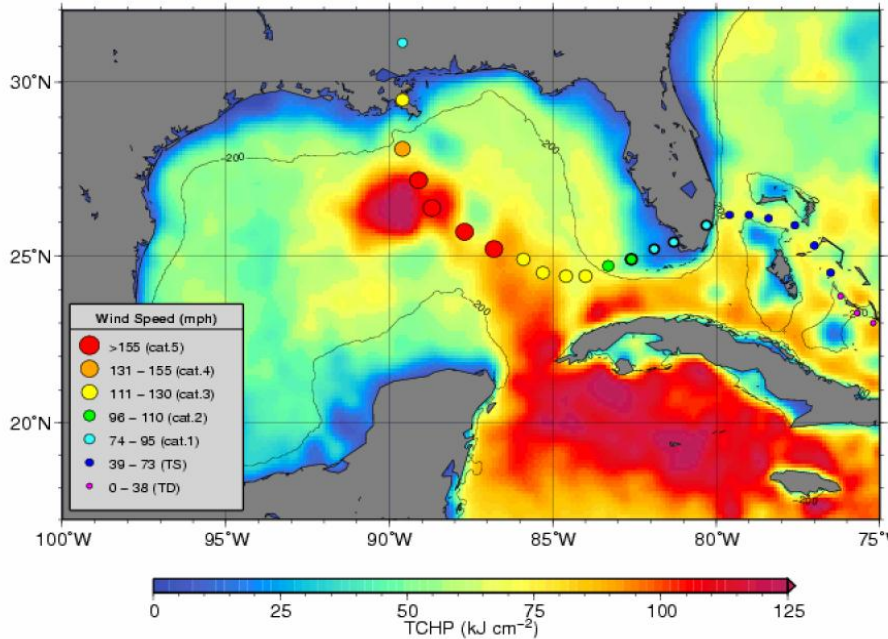 30°N
25°N
20°N
-200
-200
200
Wind Speed (mph)
>155 (cat.5)
131 – 155 (cat.4)
111 – 130 (cat.3)
96 – 110 (cat.2)
74 – 95 (cat.1)
39 – 73 (TS)
0 – 38 (TD)
100°W 95°W 90°W 85°W 80°W 75°W
0 25 50 75 100 125
TCHP (kJ cm⁻²)